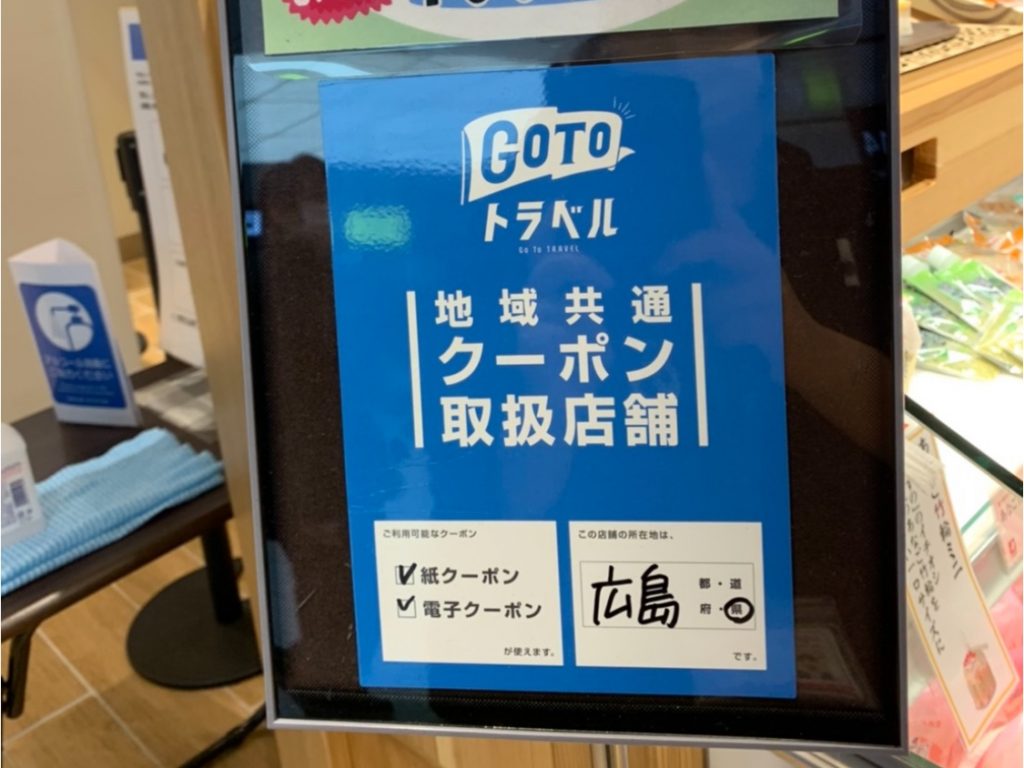 GOTO
トラベル
Go To TRAVEL
地域共通
クーポン
取扱店舗
ご利用可能なクーポン
紙クーポン
電子クーポン
が使えます。
この店舗の所在地は、
広島
都・道
府・県
です。